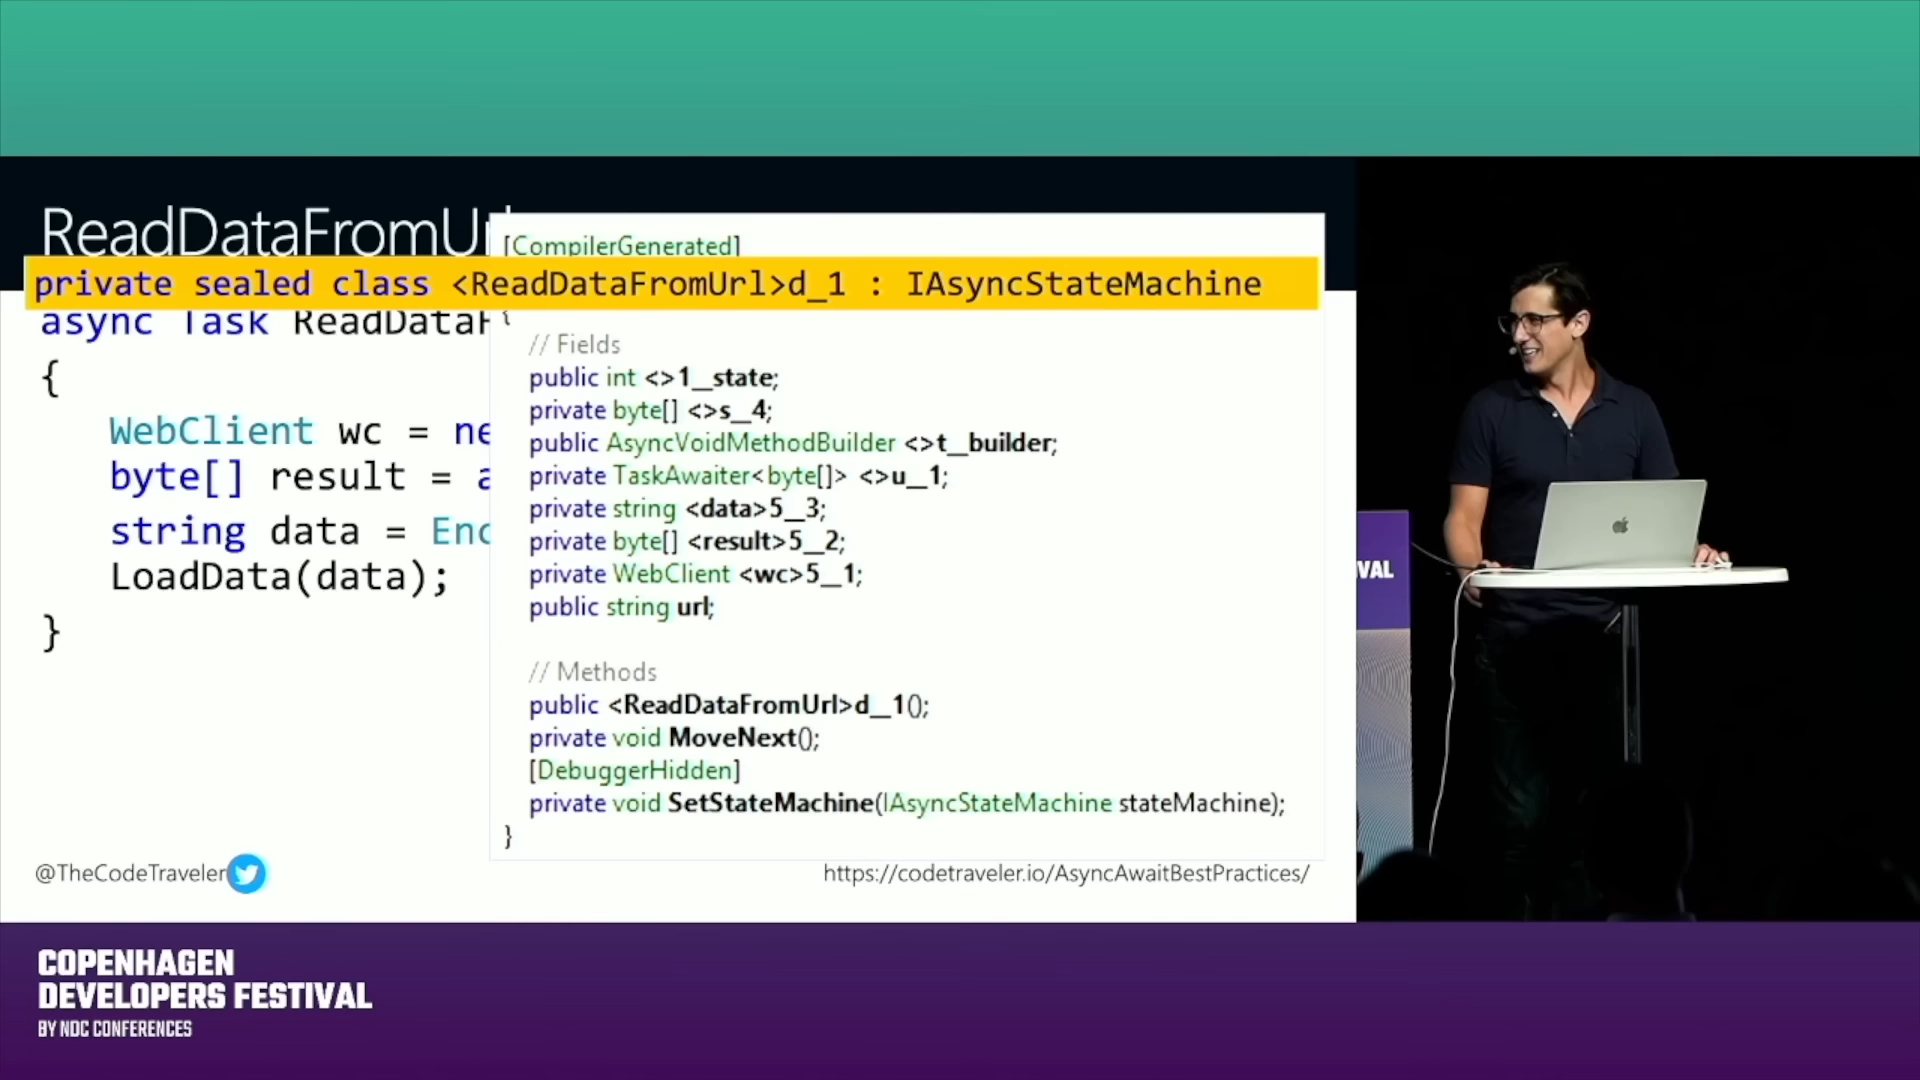 ReadDataFromUr
[CompilerGenerated]
private sealed class <ReadDataFromUrl>d_1 : IAsyncStateMachine
async Task ReadDataF
{
{
// Fields
public int <>1__state;
private byte[] <>s__4;
public AsyncVoidMethodBuilder <>t__builder;
WebClient wc = ne
private TaskAwaiter<byte[]> <>u__1;
byte[] result = a
private string <data>5__3;
string data = Enc
private byte[] <result>5__2;
LoadData(data);
private WebClient <wc>5__1;
}
public string url;
// Methods
public <ReadDataFromUrl>d__1();
private void MoveNext();
[DebuggerHidden]
private void SetStateMachine(IAsyncStateMachine stateMachine);
}
@TheCodeTraveler
https://codetraveler.io/AsyncAwaitBestPractices/
VAL
COPENHAGEN
DEVELOPERS FESTIVAL
BY NDC CONFERENCES